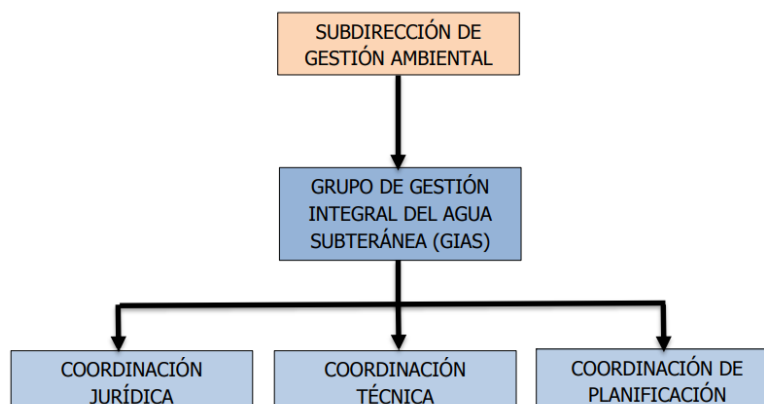 SUBDIRECCIÓN DE
GESTIÓN AMBIENTAL
GRUPO DE GESTIÓN
INTEGRAL DEL AGUA
SUBTERÁNEA (GIAS)
COORDINACIÓN
JURÍDICA
COORDINACIÓN
TÉCNICA
COORDINACIÓN DE
PLANIFICACIÓN